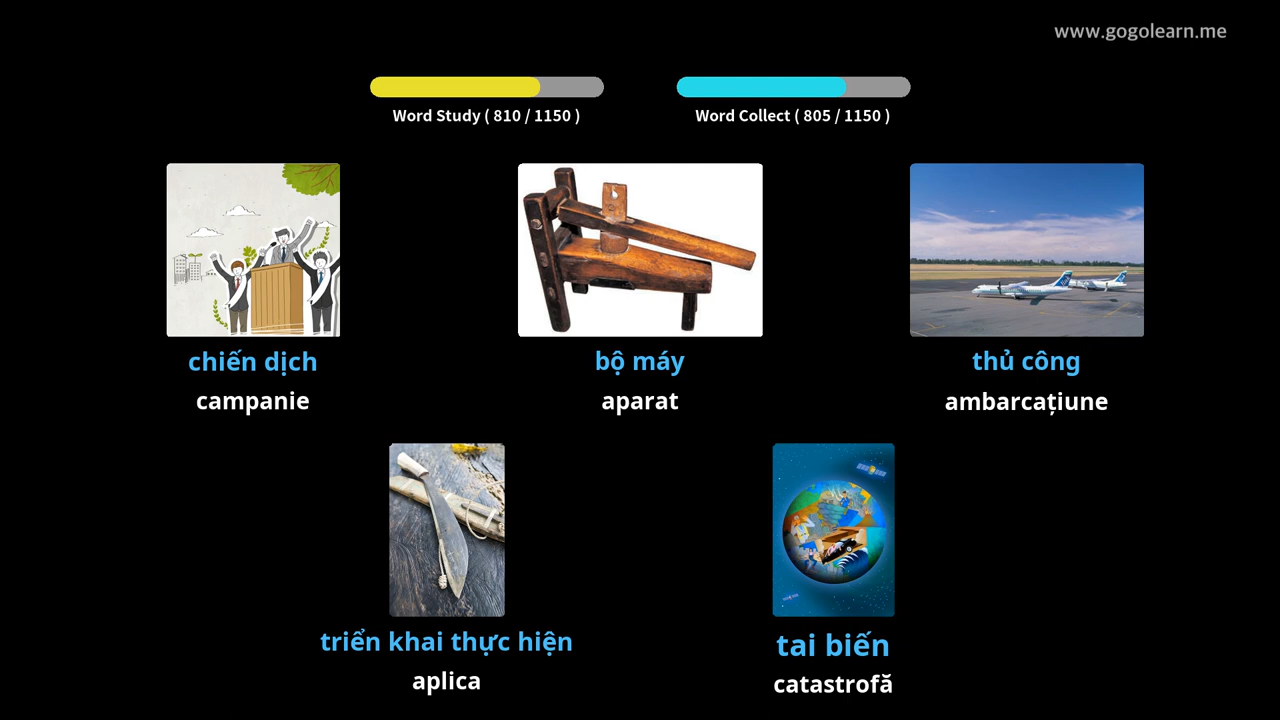 www.gogolearn.me
Word Study ( 810 / 1150 )
Word Collect ( 805 / 1150 )
chiến dịch
campanie
bộ máy
aparat
thủ công
ambarcațiune
triển khai thực hiện
aplica
tai biến
catastrofă